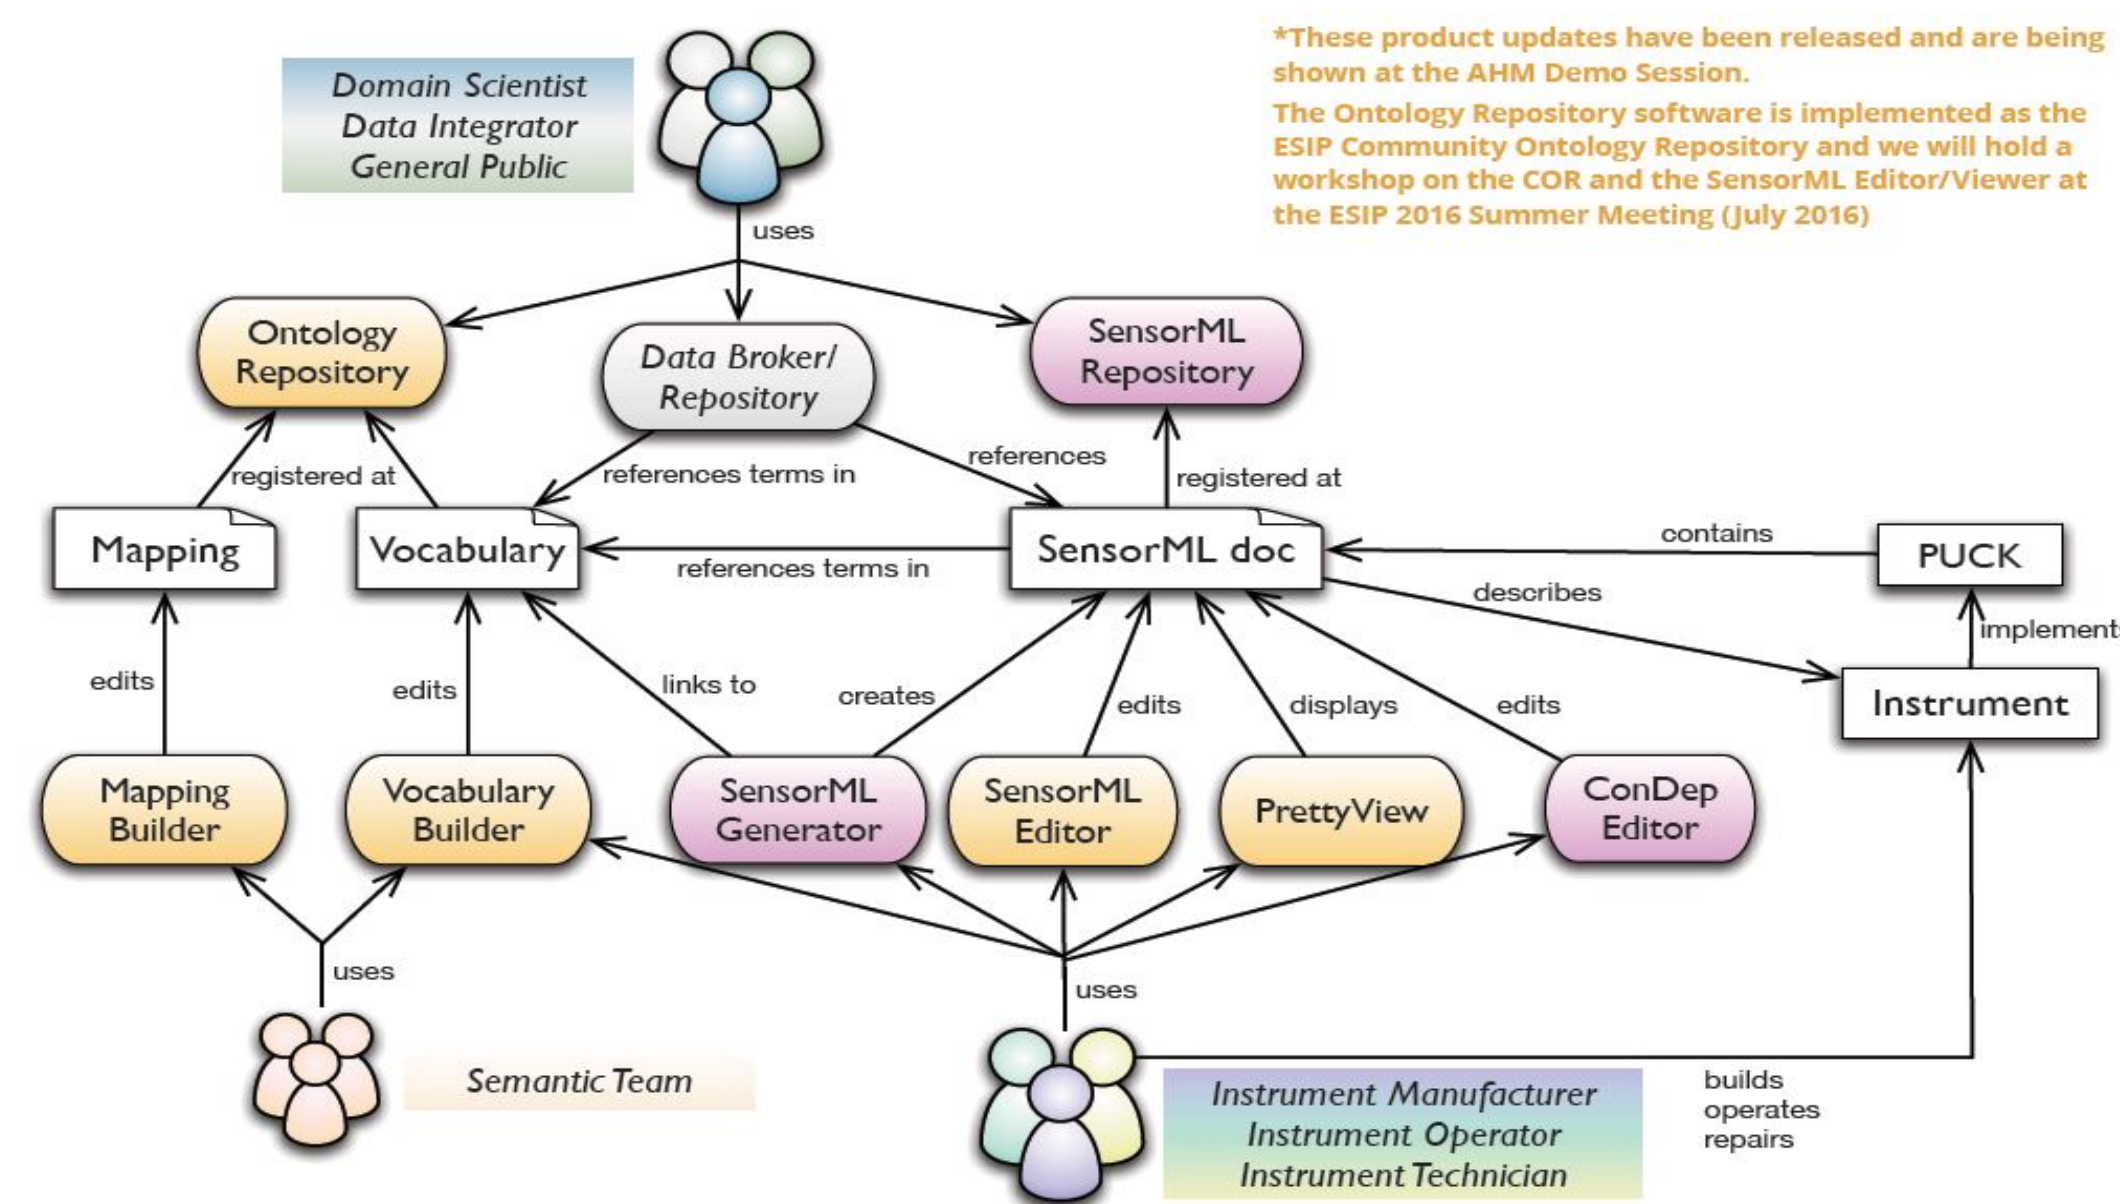 *These product updates have been released and are being
shown at the AHM Demo Session.
The Ontology Repository software is implemented as the
ESIP Community Ontology Repository and we will hold a
workshop on the COR and the SensorML Editor/Viewer at
the ESIP 2016 Summer Meeting (July 2016)
Domain Scientist
Data Integrator
General Public
uses
Ontology
Repository
Data Broker/
Repository
SensorML
Repository
registered at
references terms in
references
registered at
Mapping
Vocabulary
references terms in
SensorML doc
contains
PUCK
describes
implements
edits
edits
links to
creates
edits
displays
edits
Instrument
Mapping
Builder
Vocabulary
Builder
SensorML
Generator
SensorML
Editor
PrettyView
ConDep
Editor
uses
uses
Semantic Team
Instrument Manufacturer
Instrument Operator
Instrument Technician
builds
operates
repairs